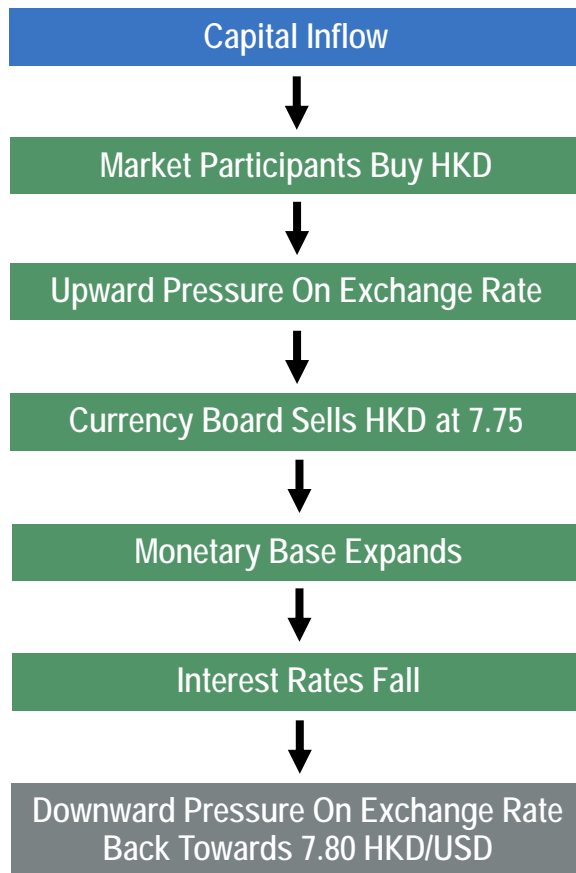 Capital Inflow
Market Participants Buy HKD
Upward Pressure On Exchange Rate
Currency Board Sells HKD at 7.75
Monetary Base Expands
Interest Rates Fall
Downward Pressure On Exchange Rate
Back Towards 7.80 HKD/USD